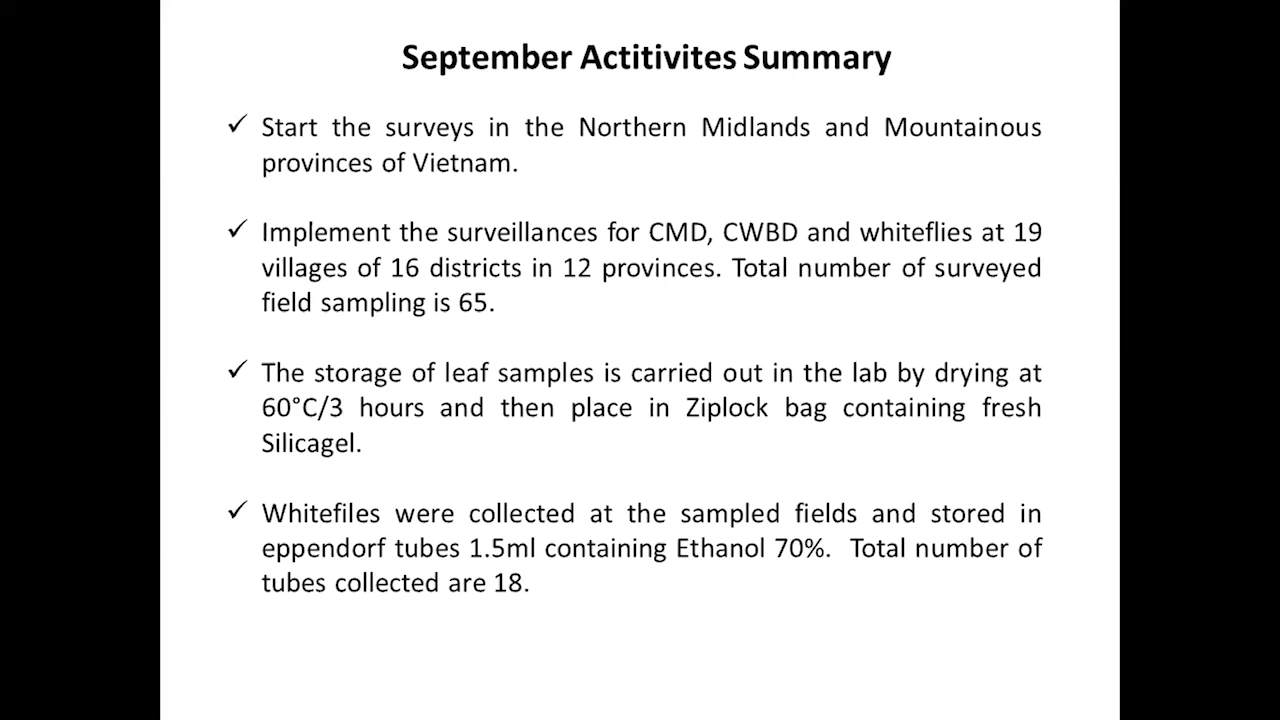 September Actitivites Summary
✓ Start the surveys in the Northern Midlands and Mountainous
provinces of Vietnam.
✓ Implement the surveillances for CMD, CWBD and whiteflies at 19
villages of 16 districts in 12 provinces. Total number of surveyed
field sampling is 65.
✓ The storage of leaf samples is carried out in the lab by drying at
60°C/3 hours and then place in Ziplock bag containing fresh
Silicagel.
✓ Whitefiles were collected at the sampled fields and stored in
eppendorf tubes 1.5ml containing Ethanol 70%.  Total number of
tubes collected are 18.